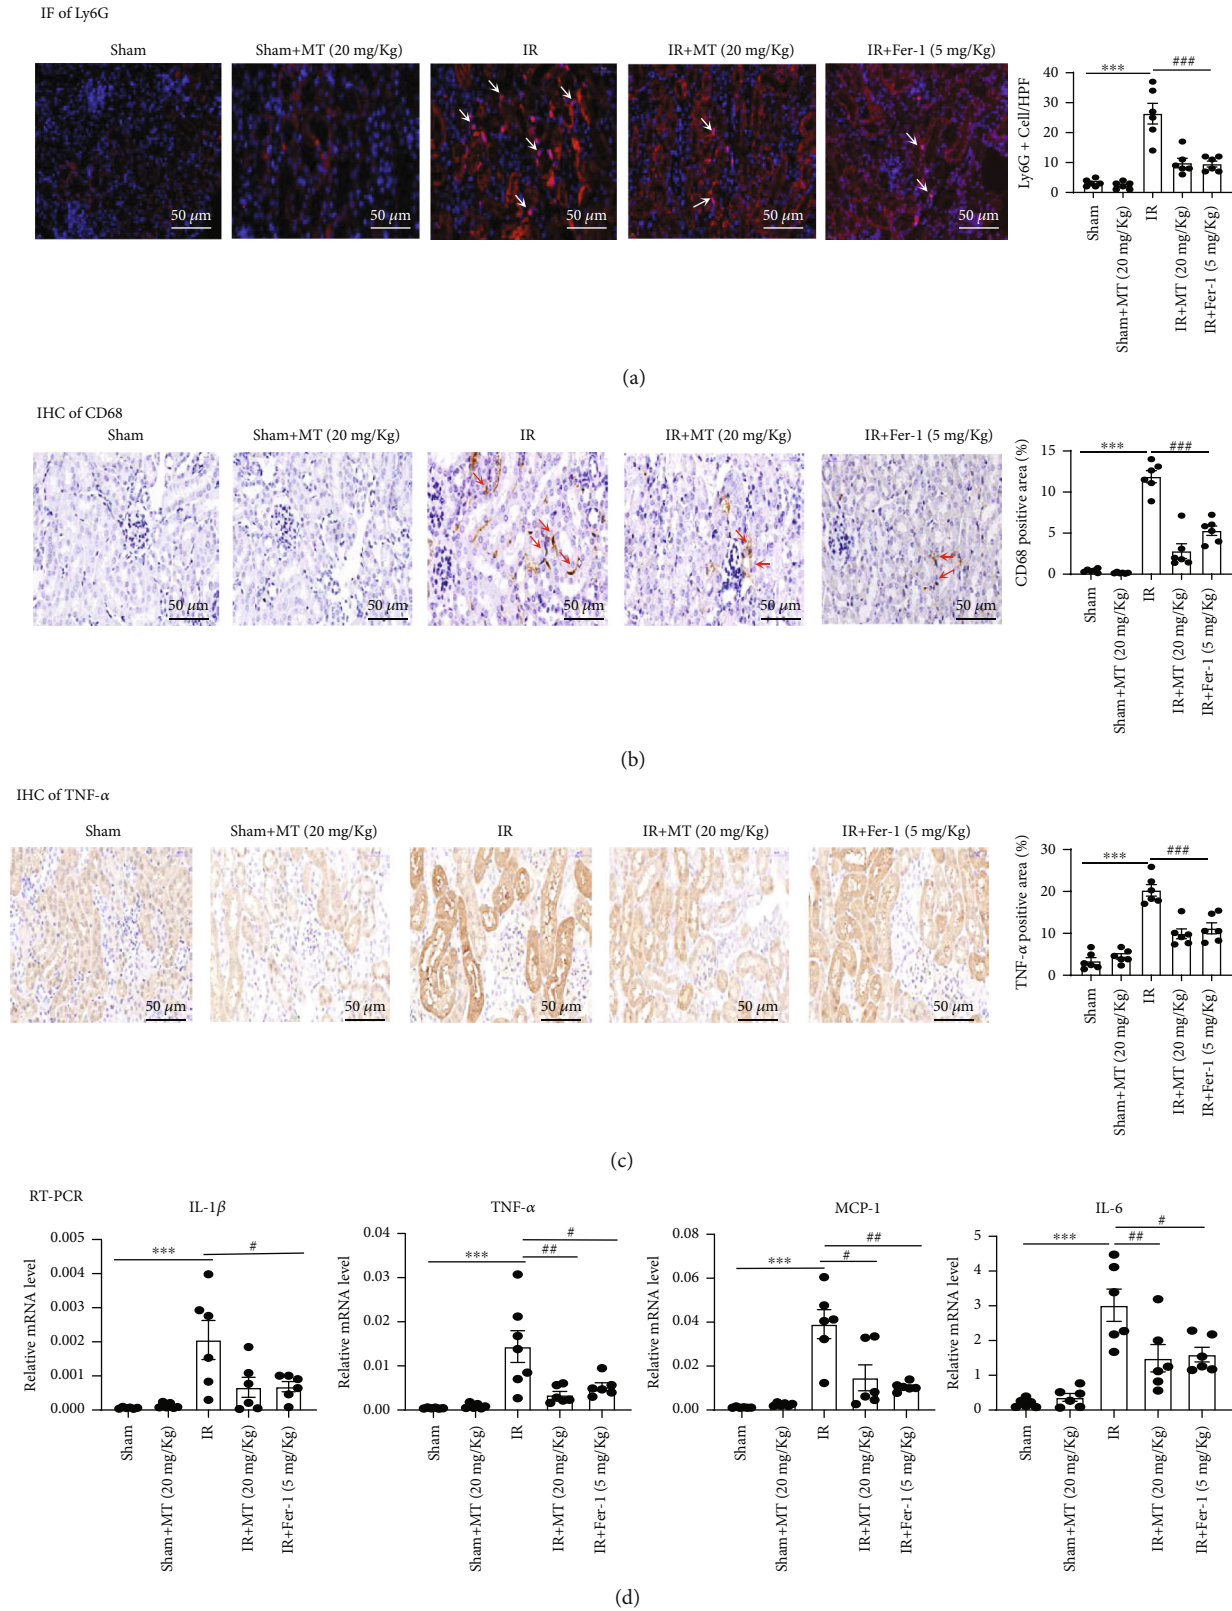 IF of Ly6G
Sham
Sham+MT (20 mg/Kg)
IR
IR+MT (20 mg/Kg)
IR+Fer-1 (5 mg/Kg)
50 μm
50 μm
50 μm
50 μm
50 μm
Ly6G + Cell/HPF
40
30
20
10
0
***
###
Sham
Sham+MT (20 mg/Kg)
IR
IR+MT (20 mg/Kg)
IR+Fer-1 (5 mg/Kg)
(a)
IHC of CD68
Sham
Sham+MT (20 mg/Kg)
IR
IR+MT (20 mg/Kg)
IR+Fer-1 (5 mg/Kg)
50 μm
50 μm
50 μm
50 μm
50 μm
CD68 positive area (%)
15
10
5
0
***
###
Sham
Sham+MT (20 mg/Kg)
IR
IR+MT (20 mg/Kg)
IR+Fer-1 (5 mg/Kg)
(b)
IHC of TNF-α
Sham
Sham+MT (20 mg/Kg)
IR
IR+MT (20 mg/Kg)
IR+Fer-1 (5 mg/Kg)
50 μm
50 μm
50 μm
50 μm
50 μm
TNF-α positive area (%)
30
20
10
0
***
###
Sham
Sham+MT (20 mg/Kg)
IR
IR+MT (20 mg/Kg)
IR+Fer-1 (5 mg/Kg)
(c)
RT-PCR
IL-1β
Relative mRNA level
0.005
0.004
0.003
0.002
0.001
0.000
***
#
Sham
Sham+MT (20 mg/Kg)
IR
IR+MT (20 mg/Kg)
IR+Fer-1 (5 mg/Kg)
TNF-α
Relative mRNA level
0.04
0.03
0.02
0.01
0.00
***
##
#
Sham
Sham+MT (20 mg/Kg)
IR
IR+MT (20 mg/Kg)
IR+Fer-1 (5 mg/Kg)
MCP-1
Relative mRNA level
0.08
0.06
0.04
0.02
0.00
***
#
##
Sham
Sham+MT (20 mg/Kg)
IR
IR+MT (20 mg/Kg)
IR+Fer-1 (5 mg/Kg)
IL-6
Relative mRNA level
5
4
3
2
1
0
***
##
#
Sham
Sham+MT (20 mg/Kg)
IR
IR+MT (20 mg/Kg)
IR+Fer-1 (5 mg/Kg)
(d)